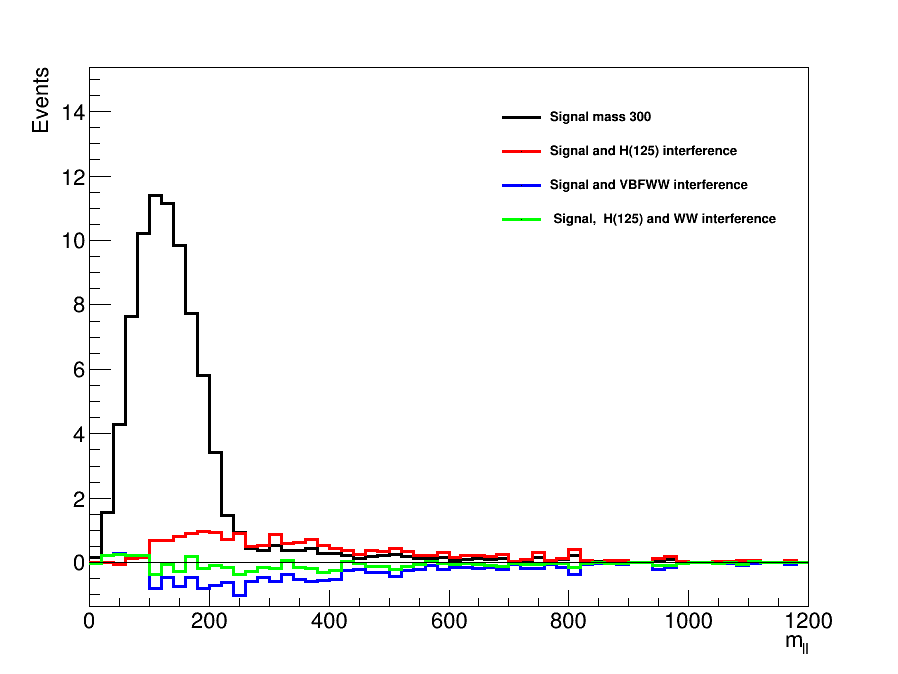 Events
14
12
10
8
6
4
2
0
Signal mass 300
Signal and H(125) interference
Signal and VBFWW interference
Signal, H(125) and WW interference
0 200 400 600 800 1000 1200
m_ll